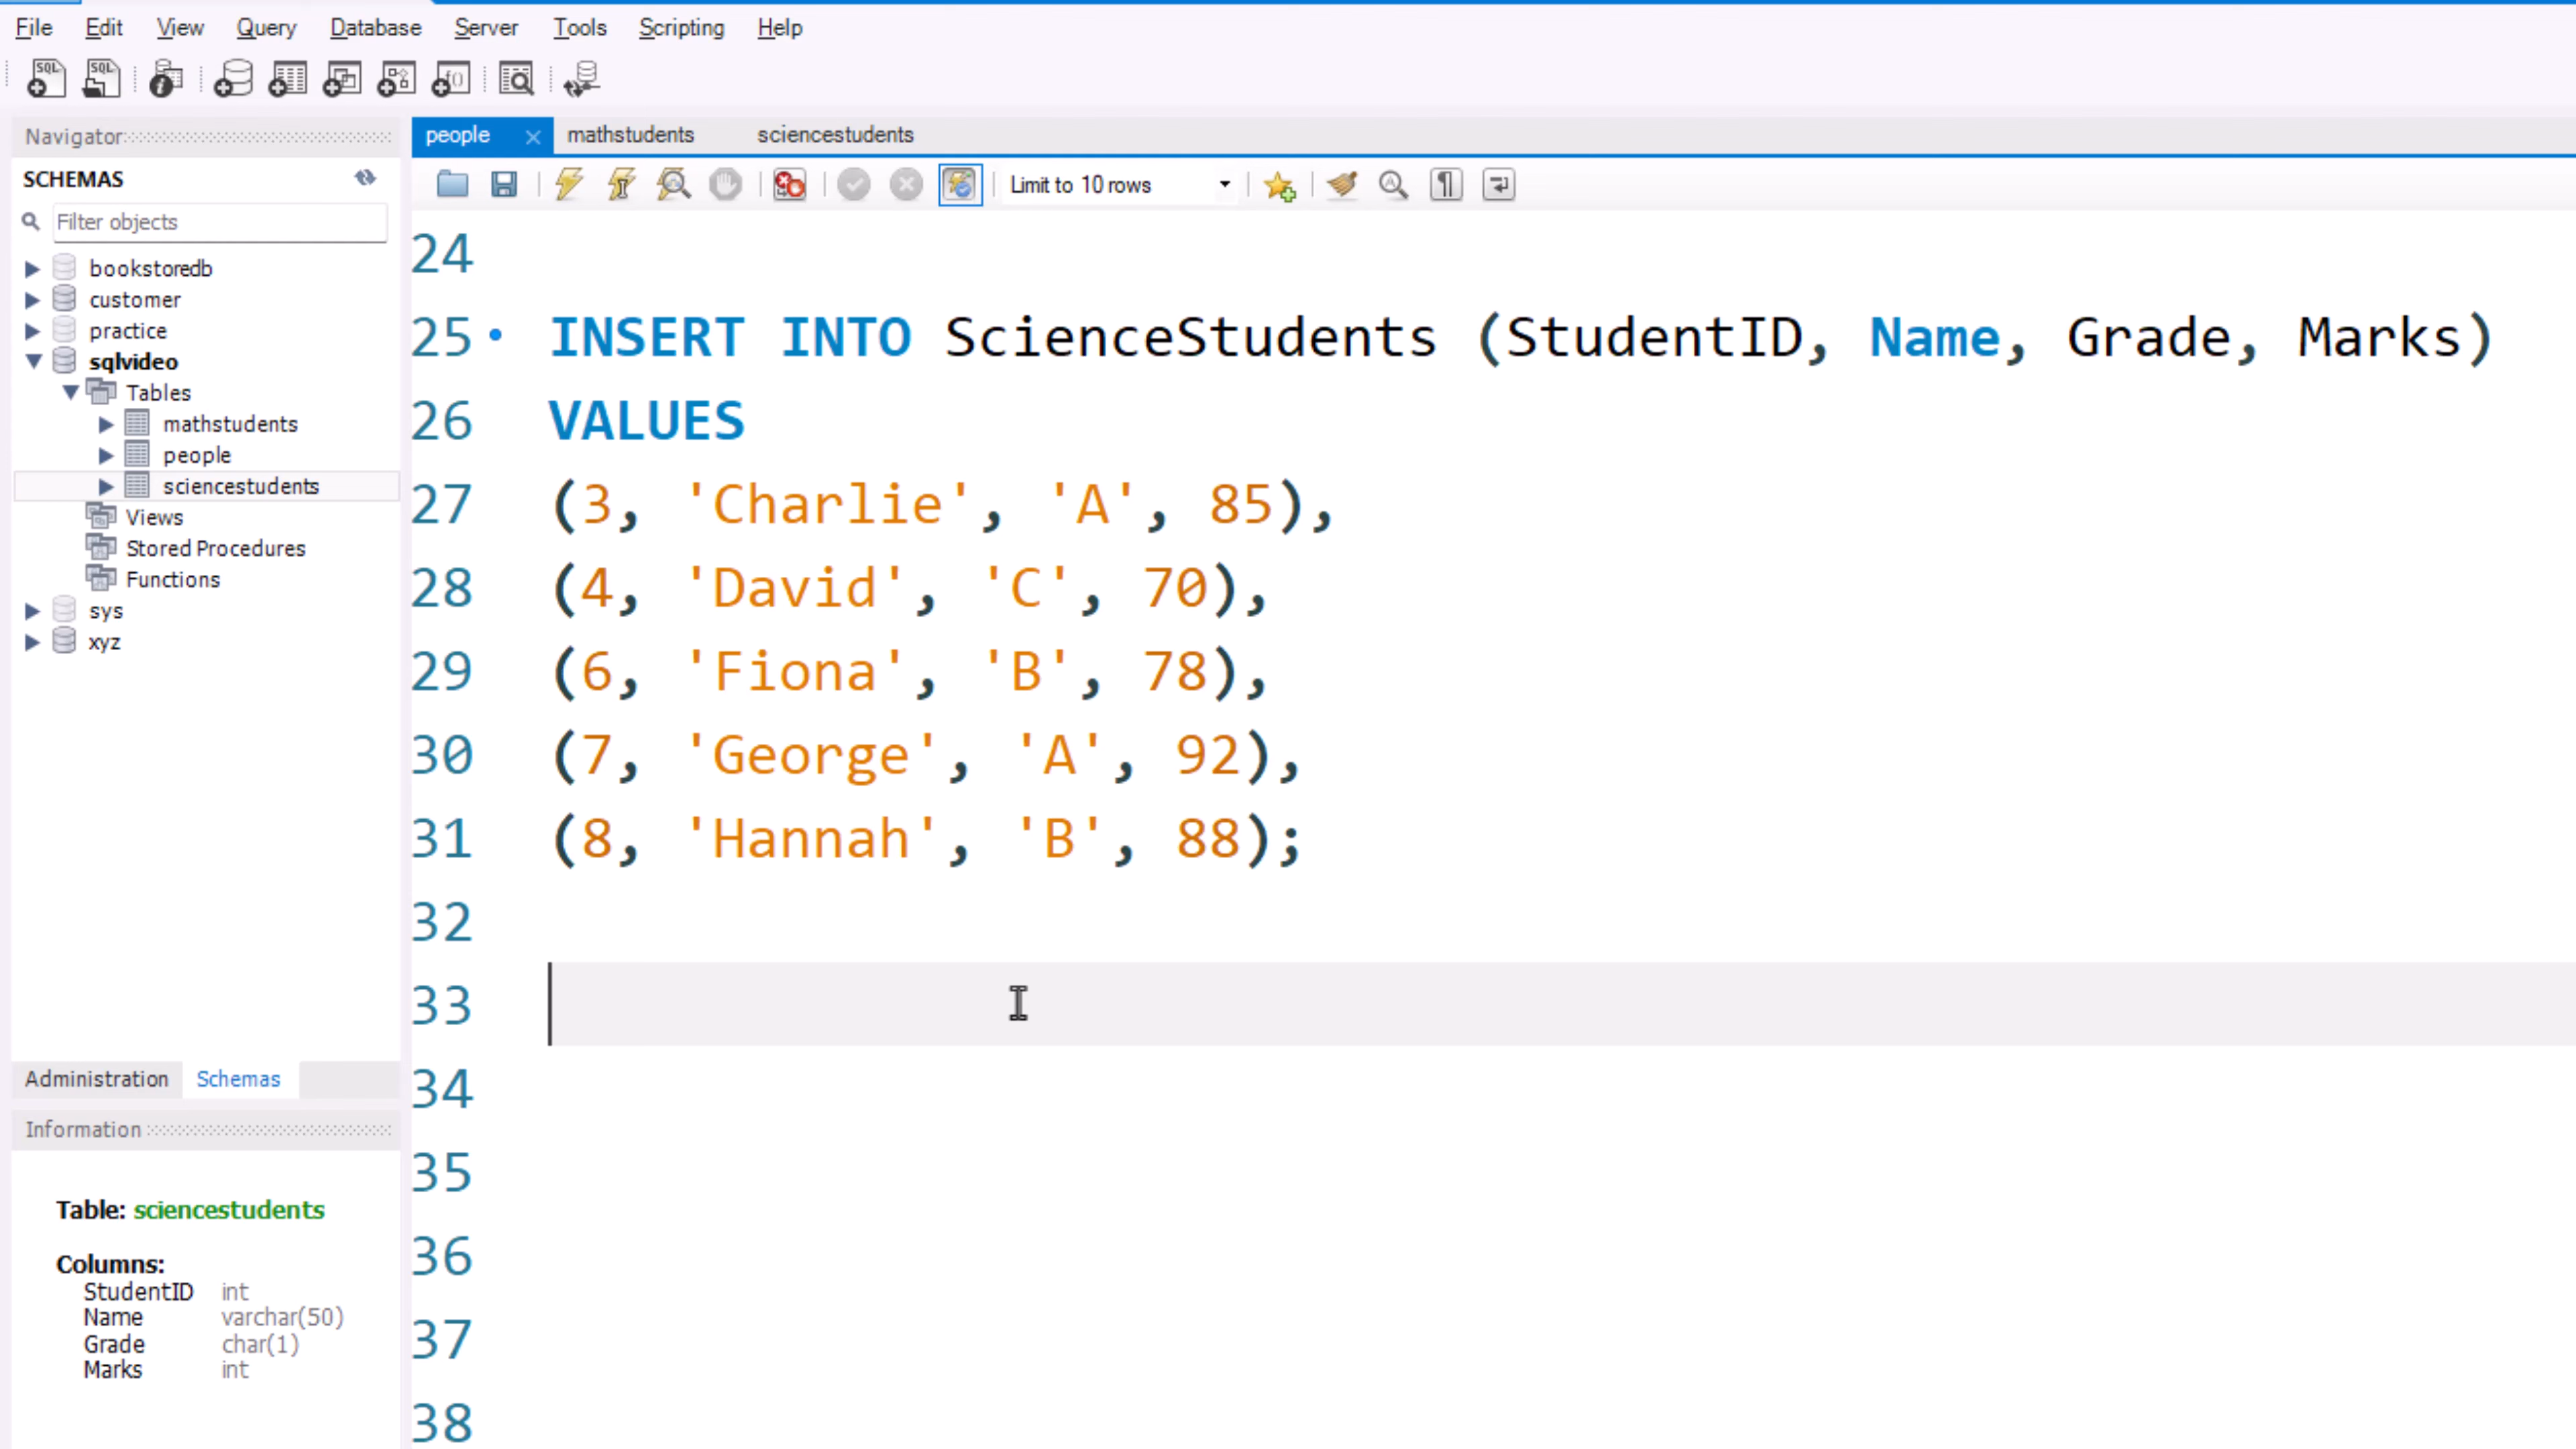 File Edit View Query Database Server Tools Scripting Help
Navigator
SCHEMAS
Filter objects
bookstoredb
customer
practice
sqlvideo
Tables
mathstudents
people
sciencestudents
Views
Stored Procedures
Functions
sys
xyz
Administration Schemas
Information
Table: sciencestudents
Columns:
StudentID int
Name varchar(50)
Grade char(1)
Marks int
people mathstudents sciencestudents
Limit to 10 rows
24
25 INSERT INTO ScienceStudents (StudentID, Name, Grade, Marks)
26 VALUES
27 (3, 'Charlie', 'A', 85),
28 (4, 'David', 'C', 70),
29 (6, 'Fiona', 'B', 78),
30 (7, 'George', 'A', 92),
31 (8, 'Hannah', 'B', 88);
32
33
34
35
36
37
38